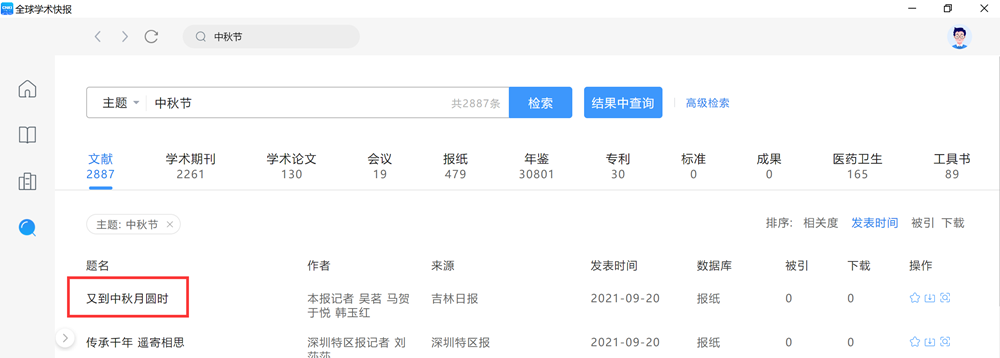 CNKI 全球学术快报
中秋节
主题 中秋节 共2887条 检索 结果中查询 高级检索
文献 学术期刊 学术论文 会议 报纸 年鉴 专利 标准 成果 医药卫生 工具书
2887 2261 130 19 479 30801 30 0 0 165 89
主题: 中秋节 × 排序: 相关度 发表时间 被引 下载
题名 作者 来源 发表时间 数据库 被引 下载 操作
又到中秋月圆时 本报记者 吴茗 马贺 吉林日报 2021-09-20 报纸 0 0
于悦 韩玉红
传承千年 遥寄相思 深圳特区报记者 刘 深圳特区报 2021-09-20 报纸 0 0
莎莎